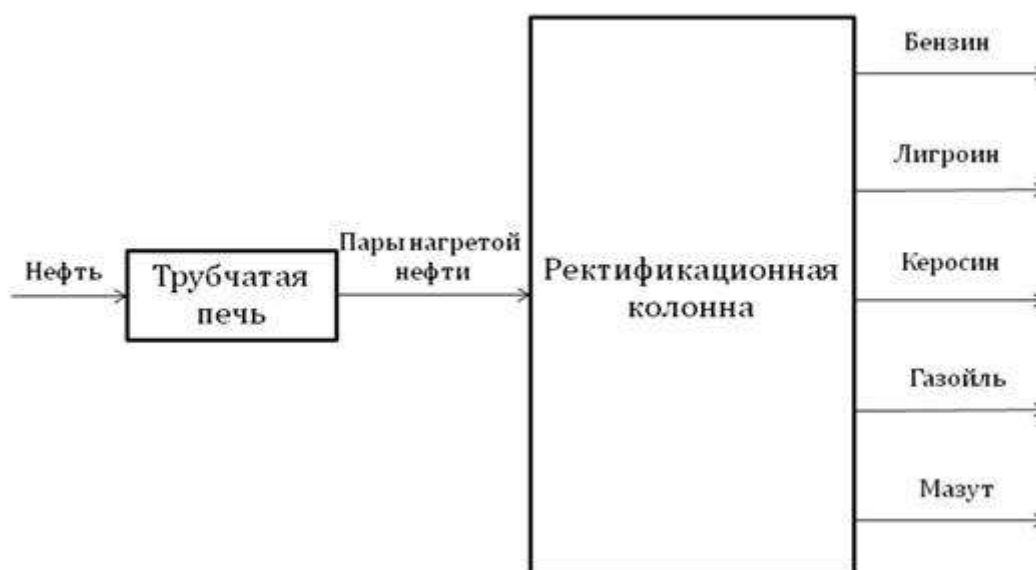 Бензин
Лигроин
Керосин
Газойль
Мазут
Нефть
Трубчатая
печь
Пары нагретой
нефти
Ректификационная
колонна